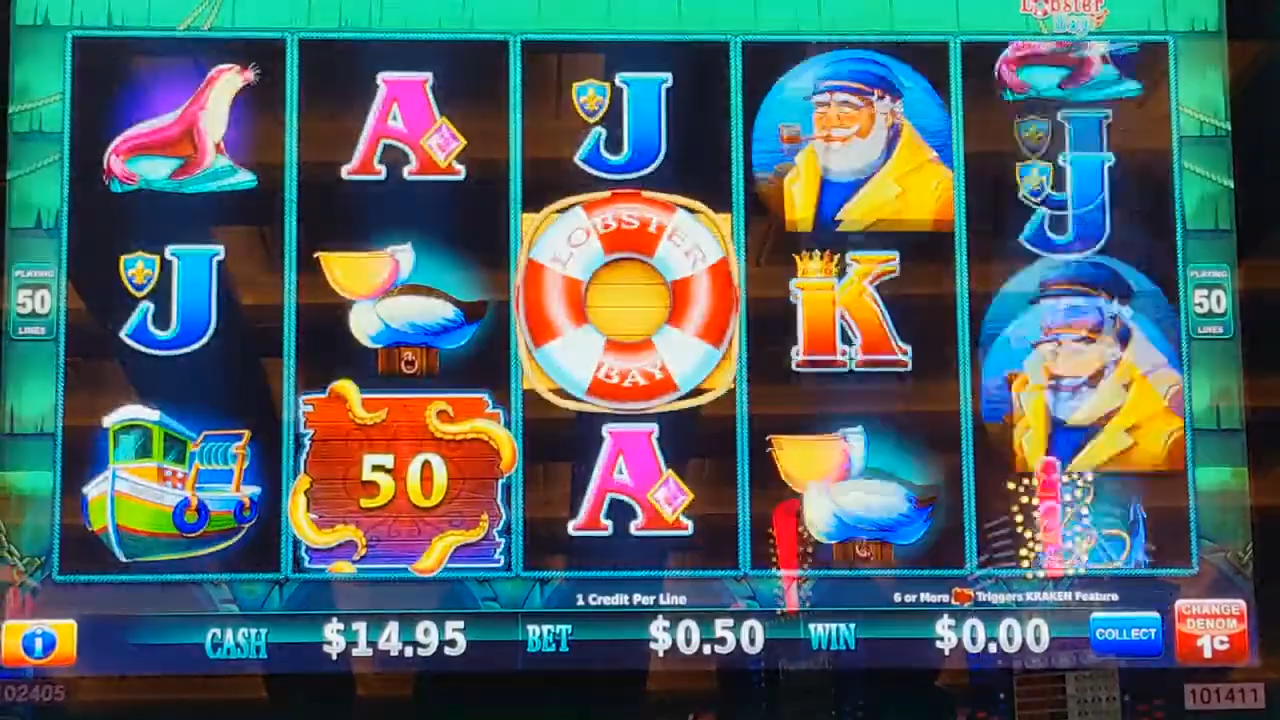 Lobster
Bay
A
J
J
J
J
LOBSTER
BAY
K
PLAYING
50
LINES
PLAYING
50
LINES
50
A
1 Credit Per Line
6 or More Triggers KRAKEN Feature
CASH $14.95 BET $0.50 WIN $0.00
COLLECT
CHANGE
DENOM
1¢
i
02405
101411